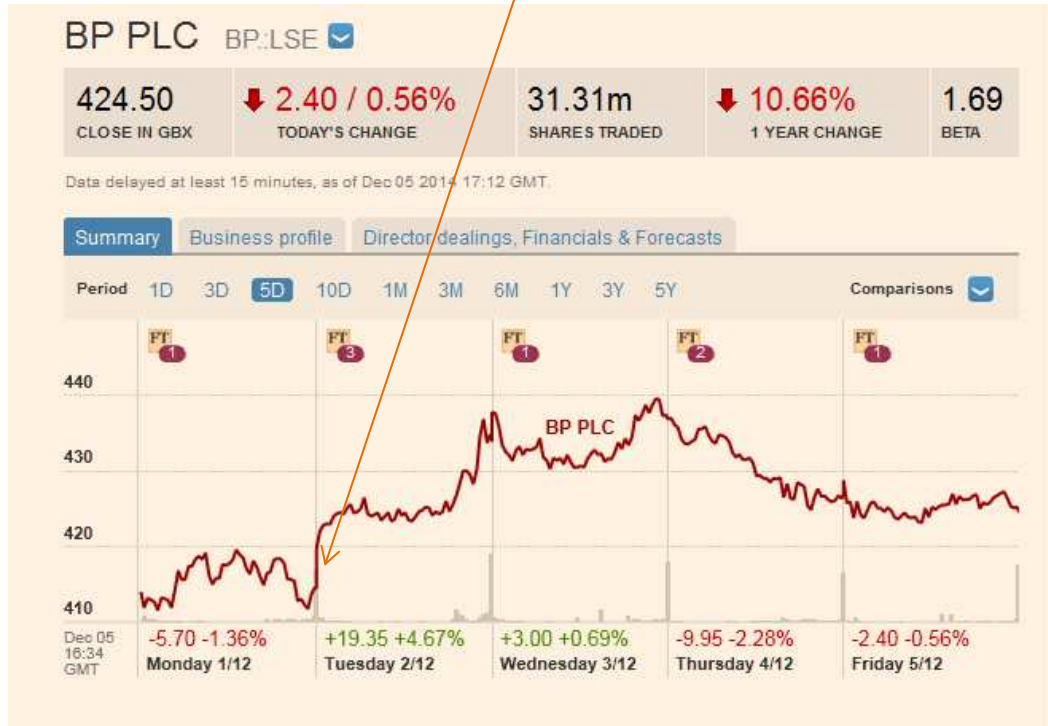 BP PLC BP.:LSE
424.50 2.40 / 0.56% 31.31m 10.66% 1.69
CLOSE IN GBX TODAY'S CHANGE SHARES TRADED 1 YEAR CHANGE BETA
Data delayed at least 15 minutes, as of Dec 05 2014 17:12 GMT.
Summary Business profile Director dealings, Financials & Forecasts
Period 1D 3D 5D 10D 1M 3M 6M 1Y 3Y 5Y Comparisons
FT 1 FT 3 FT 1 FT 2 FT 1
440
BP PLC
430
420
410
Dec 05 -5.70 -1.36% +19.35 +4.67% +3.00 +0.69% -9.95 -2.28% -2.40 -0.56%
16:34
GMT Monday 1/12 Tuesday 2/12 Wednesday 3/12 Thursday 4/12 Friday 5/12